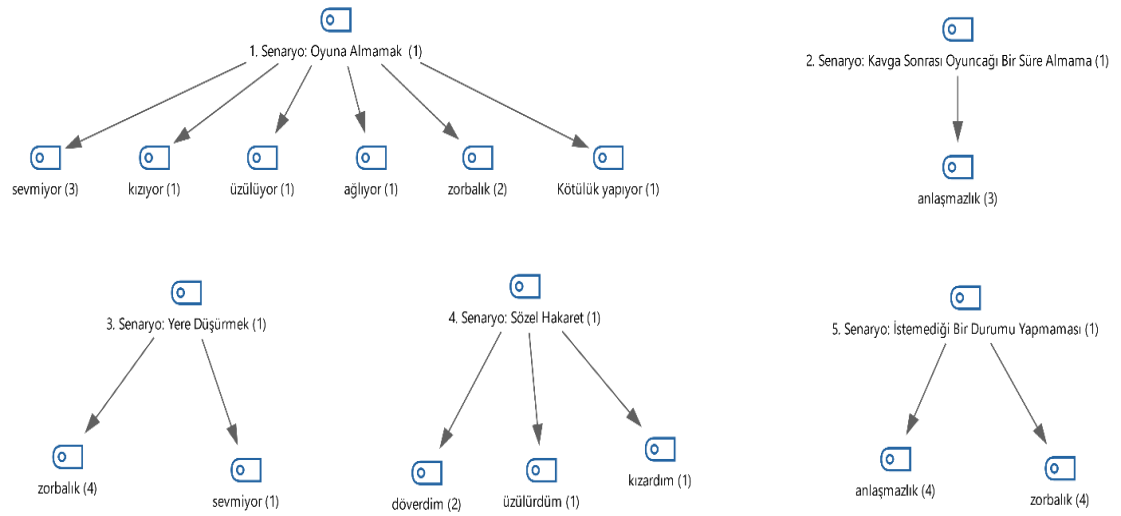 1. Senaryo: Oyuna Almamak (1)
2. Senaryo: Kavga Sonrası Oyuncağı Bir Süre Almama (1)
sevmiyor (3)
kızıyor (1)
üzülüyor (1)
ağlıyor (1)
zorbalık (2)
Kötülük yapıyor (1)
anlaşmazlık (3)
3. Senaryo: Yere Düşürmek (1)
4. Senaryo: Sözel Hakaret (1)
5. Senaryo: İstemediği Bir Durumu Yapmaması (1)
zorbalık (4)
sevmiyor (1)
döverdim (2)
üzülürdüm (1)
kızardım (1)
anlaşmazlık (4)
zorbalık (4)